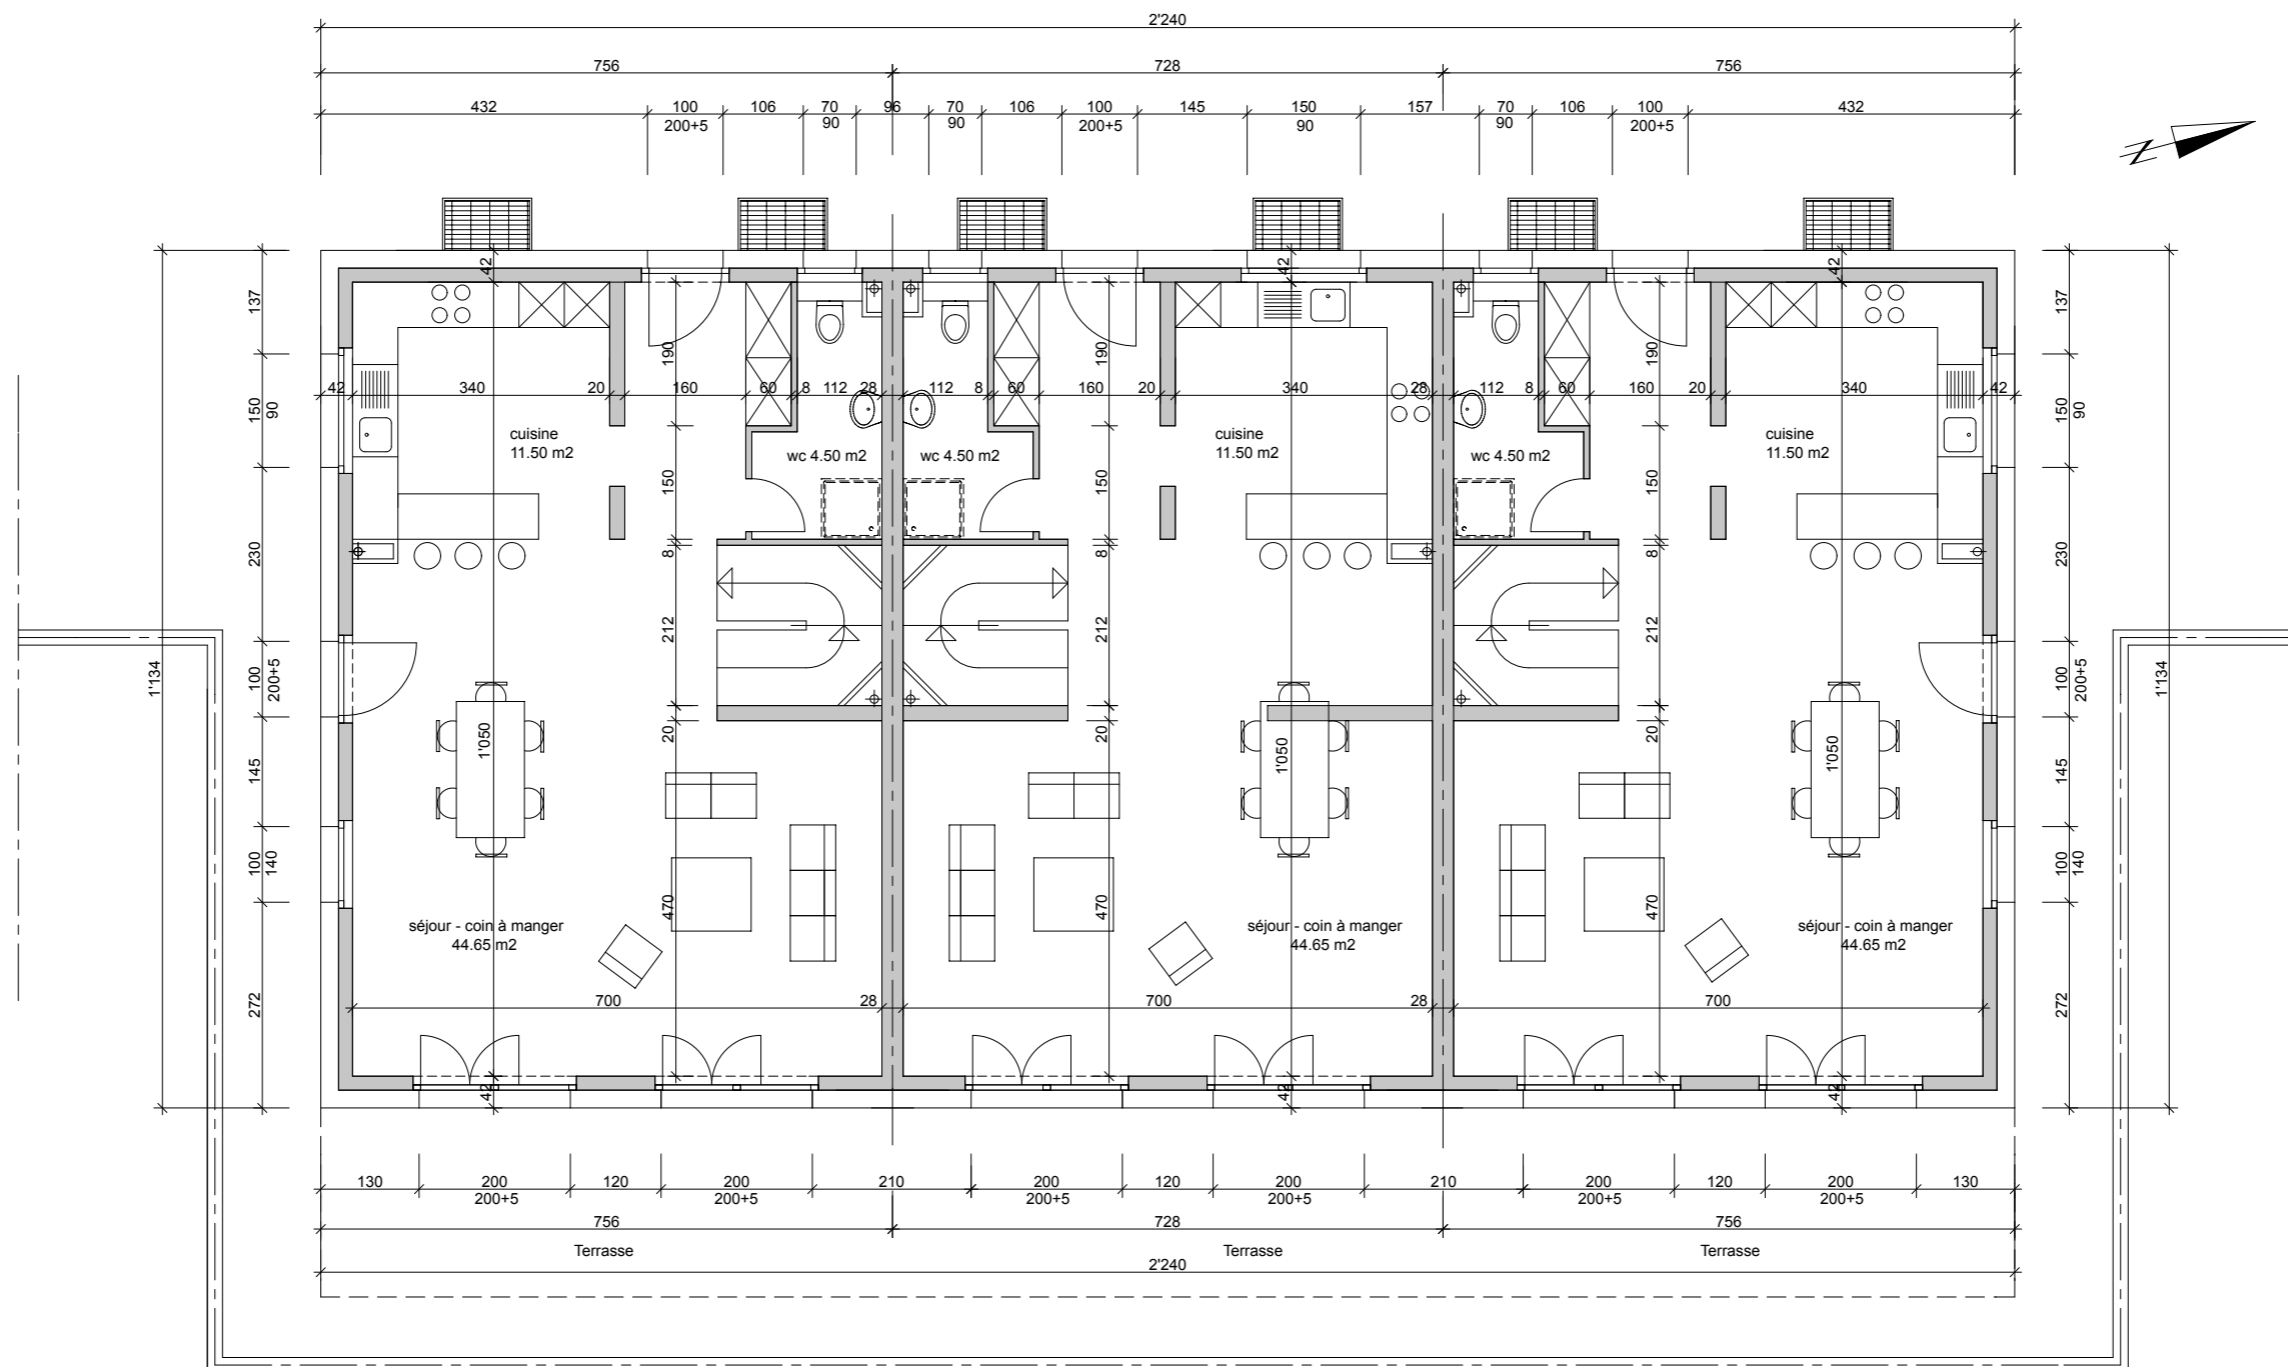 2'240
756 728 756
432 100 106 70 96 70 106 100 145 150 157 70 106 100 432
200+5 90 90 200+5 90 90 200+5
N
42 42 42
137 137
190 190 190
42 340 20 160 60 8 112 28 112 8 60 160 20 340 28 112 8 60 160 20 340 42
150 90 150 90
cuisine cuisine cuisine
11.50 m2 11.50 m2 11.50 m2
wc 4.50 m2 wc 4.50 m2 wc 4.50 m2
150 150 150
230 8 8 8 230
212 212 212
1'134 100 200+5 100 200+5 1'134
20 1'050 20 1'050 20 1'050
145 145
100 140 100 140
470 470 470
séjour - coin à manger séjour - coin à manger séjour - coin à manger
44.65 m2 44.65 m2 44.65 m2
272 700 28 700 28 700 272
42 42 42
130 200 120 200 210 200 120 200 210 200 120 200 130
200+5 200+5 200+5 200+5 200+5 200+5
756 728 756
Terrasse Terrasse Terrasse
2'240